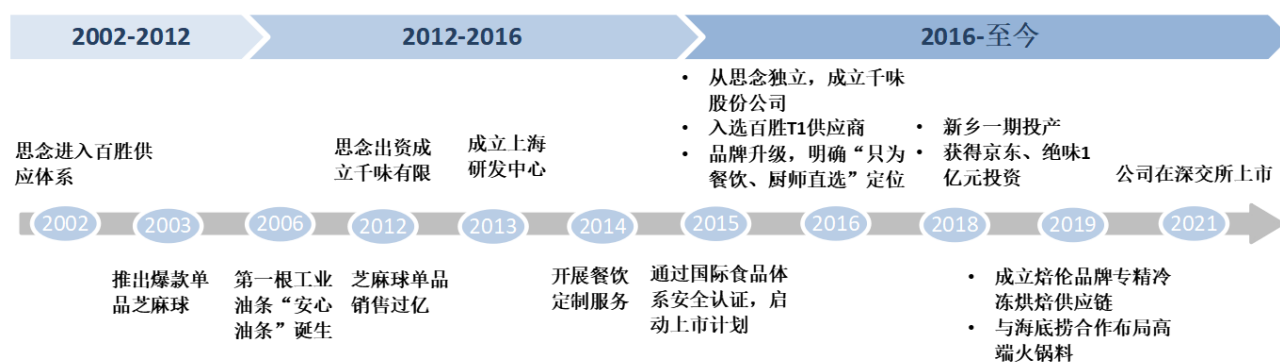 2002-2012
2012-2016
2016-至今
思念进入百胜供
应体系
思念出资成
立千味有限
成立上海
研发中心
• 从思念独立，成立千味
股份公司
• 入选百胜T1供应商
• 品牌升级，明确“只为
餐饮、厨师直选”定位
• 新乡一期投产
• 获得京东、绝味1
亿元投资
公司在深交所上市
2002
2003
2006
2012
2013
2014
2015
2016
2018
2019
2021
推出爆款单
品芝麻球
第一根工业
油条“安心
油条”诞生
芝麻球单品
销售过亿
开展餐饮
定制服务
通过国际食品体
系安全认证，启
动上市计划
• 成立焙伦品牌专精冷
冻烘焙供应链
• 与海底捞合作布局高
端火锅料